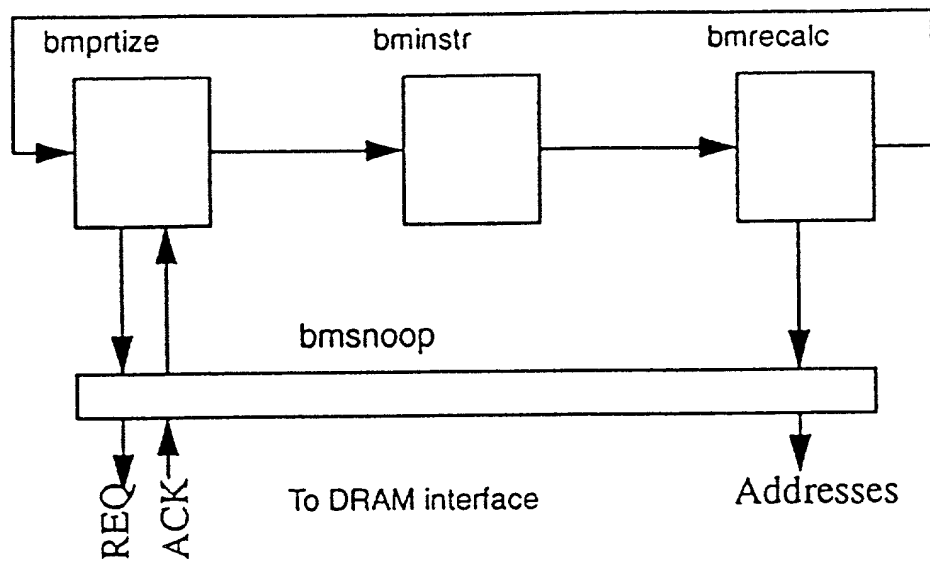 bmprtize
bminstr
bmrecalc
bmsnoop
REQ
ACK
To DRAM interface
Addresses